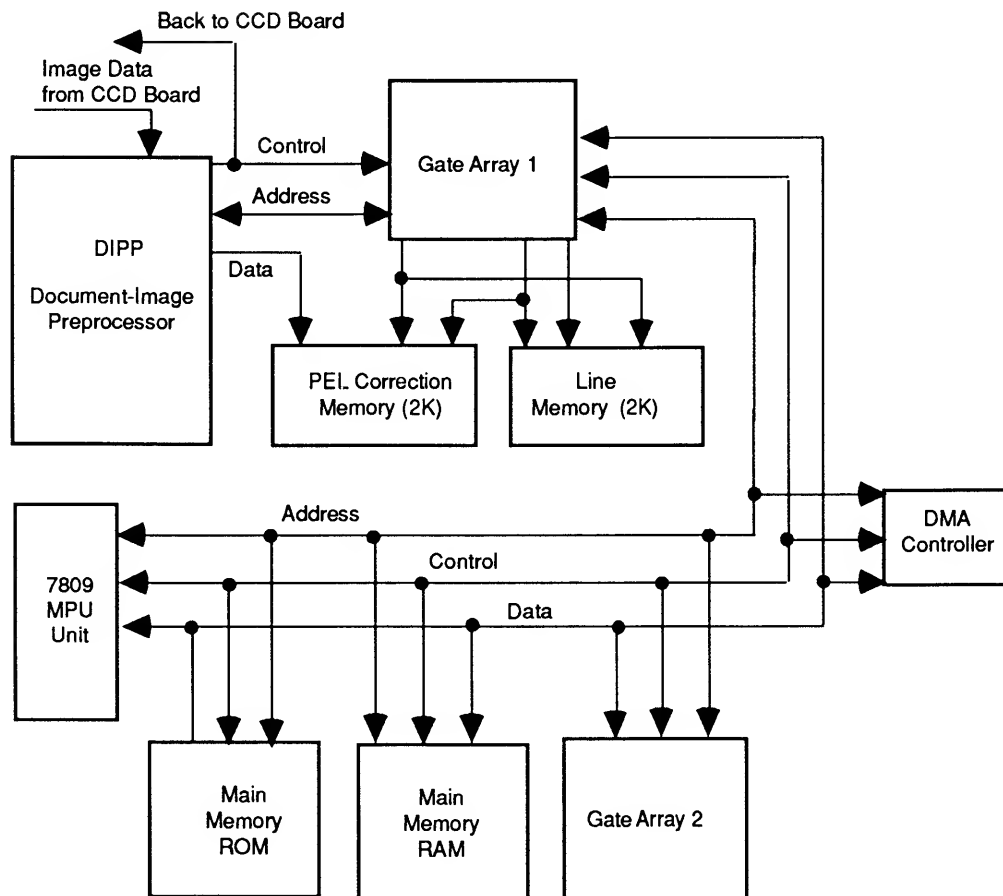 Back to CCD Board
Image Data
from CCD Board
Control
Gate Array 1
Address
DIPP
Data
Document-Image
Preprocessor
PEL Correction
Memory (2K)
Line
Memory (2K)
DMA
Controller
Address
Control
7809
MPU
Unit
Data
Main
Memory
ROM
Main
Memory
RAM
Gate Array 2